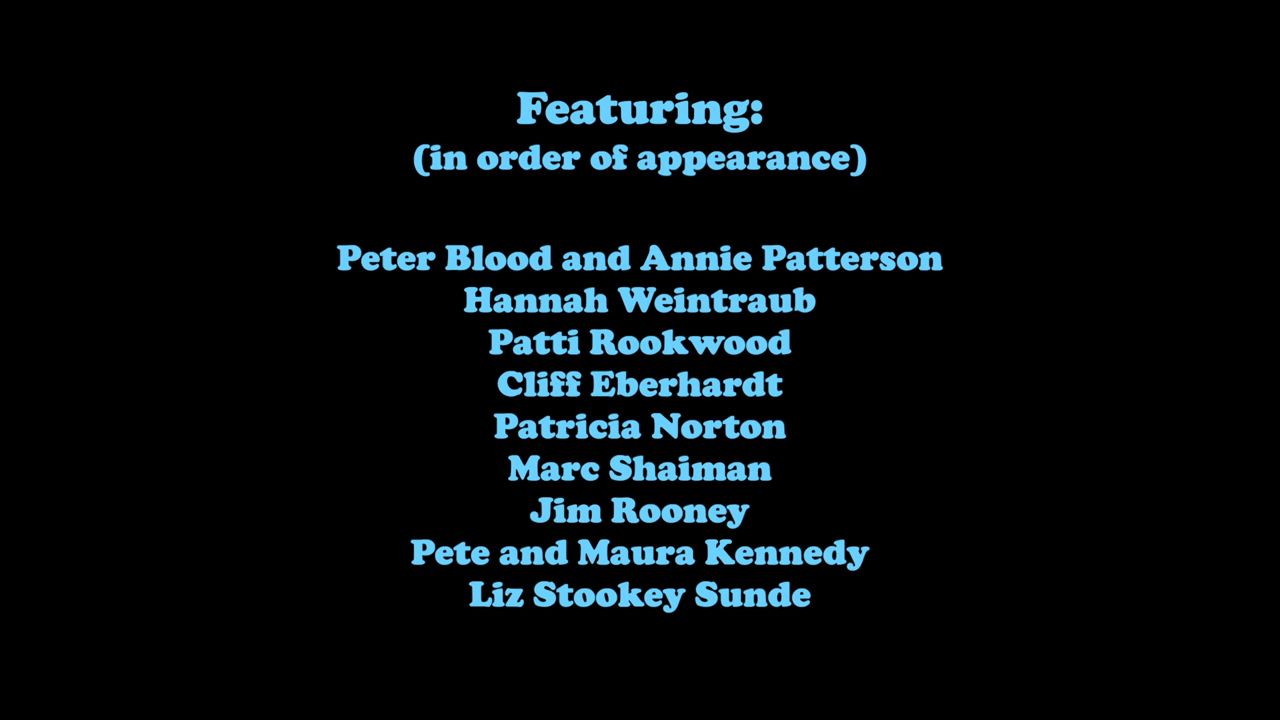 Featuring:
(in order of appearance)
Peter Blood and Annie Patterson
Hannah Weintraub
Patti Rookwood
Cliff Eberhardt
Patricia Norton
Marc Shaiman
Jim Rooney
Pete and Maura Kennedy
Liz Stookey Sunde